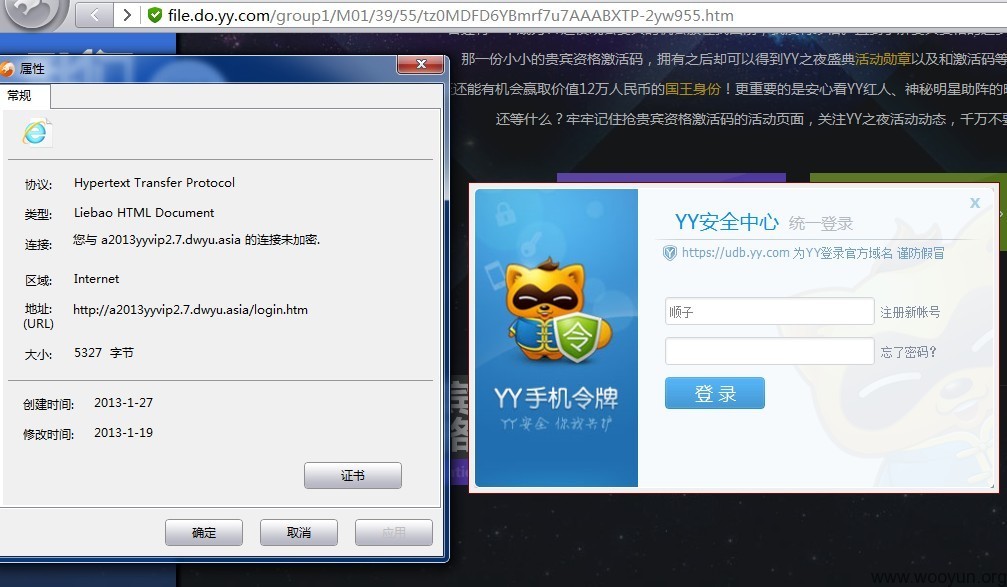 file.do.yy.com/group1/M01/39/55/tz0MDFD6YBmrf7u7AAABXTP-2yw955.htm
那一份小小的贵宾资格激活码，拥有之后却可以得到YY之夜盛典活动勋章以及和激活码等
还能有机会赢取价值12万人民币的国王身份！更重要的是安心看YY红人、神秘明星助阵的
还等什么？牢牢记住抢贵宾资格激活码的活动页面，关注YY之夜活动动态，千万不要
属性
常规
协议: Hypertext Transfer Protocol
类型: Liebao HTML Document
连接: 您与 a2013yyvip2.7.dwyu.asia 的连接未加密.
区域: Internet
地址: http://a2013yyvip2.7.dwyu.asia/login.htm
(URL)
大小: 5327 字节
创建时间: 2013-1-27
修改时间: 2013-1-19
证书
确定 取消 应用
x
YY安全中心 统一登录
https://udb.yy.com 为YY登录官方域名 谨防假冒
顺子 注册新帐号
忘了密码?
登录
令
YY手机令牌
YY安全 你我共护
www.wooyun.org